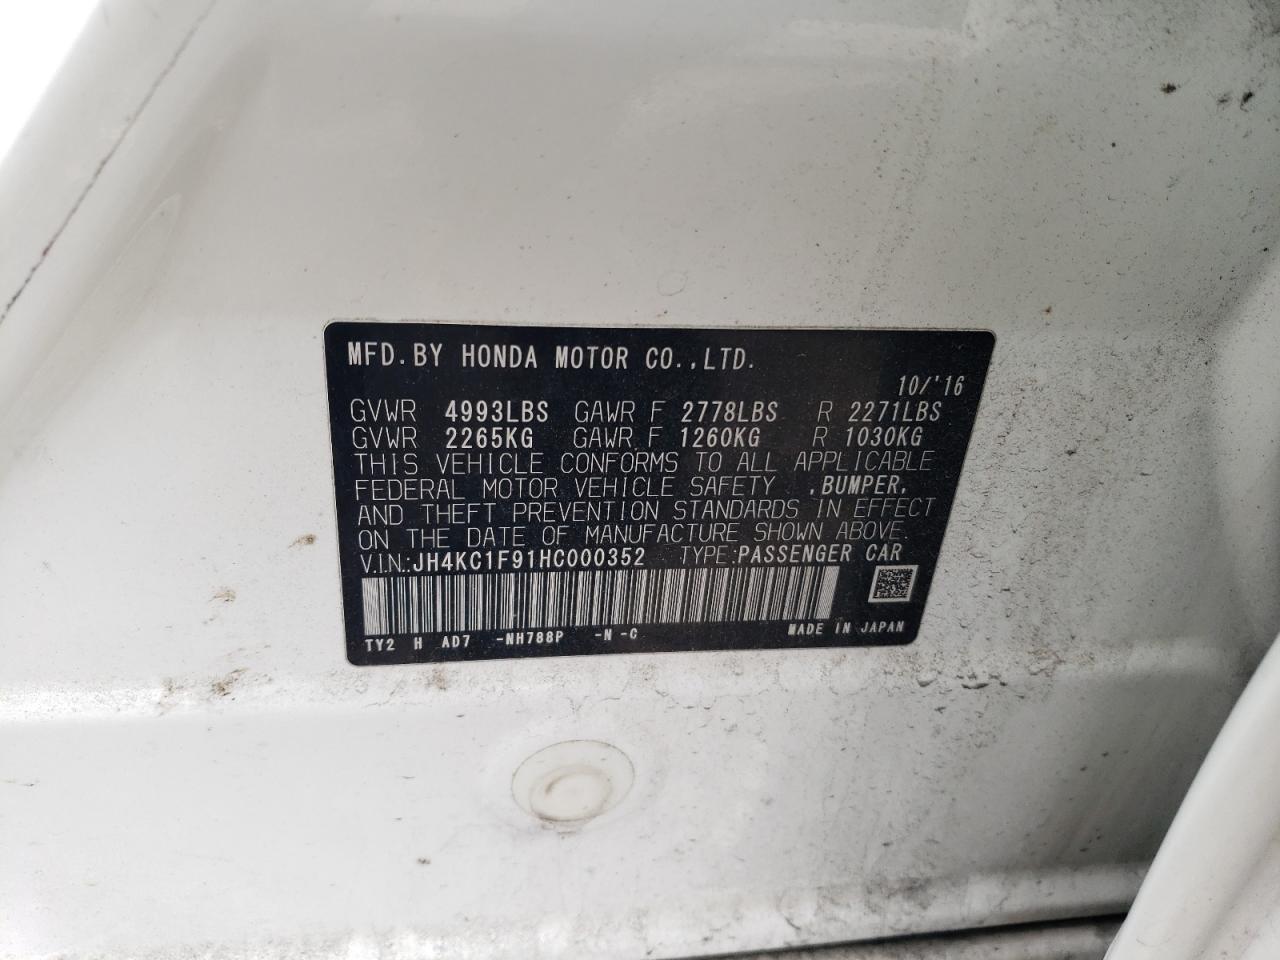 MFD.BY HONDA MOTOR CO.,LTD.
10/'16
GVWR 4993LBS GAWR F 2778LBS R 2271LBS
GVWR 2265KG GAWR F 1260KG R 1030KG
THIS VEHICLE CONFORMS TO ALL APPLICABLE
FEDERAL MOTOR VEHICLE SAFETY ,BUMPER,
AND THEFT PREVENTION STANDARDS IN EFFECT
ON THE DATE OF MANUFACTURE SHOWN ABOVE.
V.I.N.:JH4KC1F91HC000352 TYPE:PASSENGER CAR
TY2 H AD7 -NH788P -N -C MADE IN JAPAN